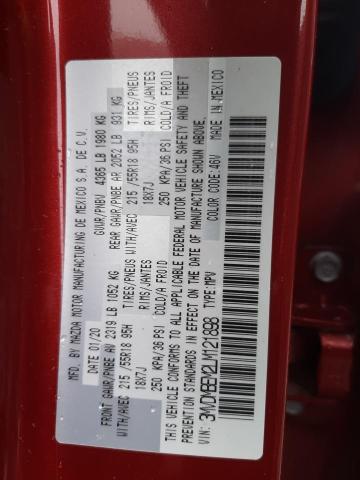 MFD. BY MAZDA MOTOR MANUFACTURING DE MEXICO S.A. DE C.V.
DATE 01/20 GVWR/PNBV 4365 LB 1980 KG
FRONT GAWR/PNBE AV 2319 LB 1052 KG REAR GAWR/PNBE AR 2052 LB 931 KG
WITH/AVEC 215 /55R18 95H TIRES/PNEUS WITH/AVEC 215 /55R18 95H TIRES/PNEUS
18X7J RIMS/JANTES 18X7J RIMS/JANTES
250 KPA/36 PSI COLD/A FROID 250 KPA/36 PSI COLD/A FROID
THIS VEHICLE CONFORMS TO ALL APPLICABLE FEDERAL MOTOR VEHICLE SAFETY AND THEFT
PREVENTION STANDARDS IN EFFECT ON THE DATE OF MANUFACTURE SHOWN ABOVE.
COLOR/COULEUR: 46V MADE IN MEXICO
VIN: TYPE: MPV